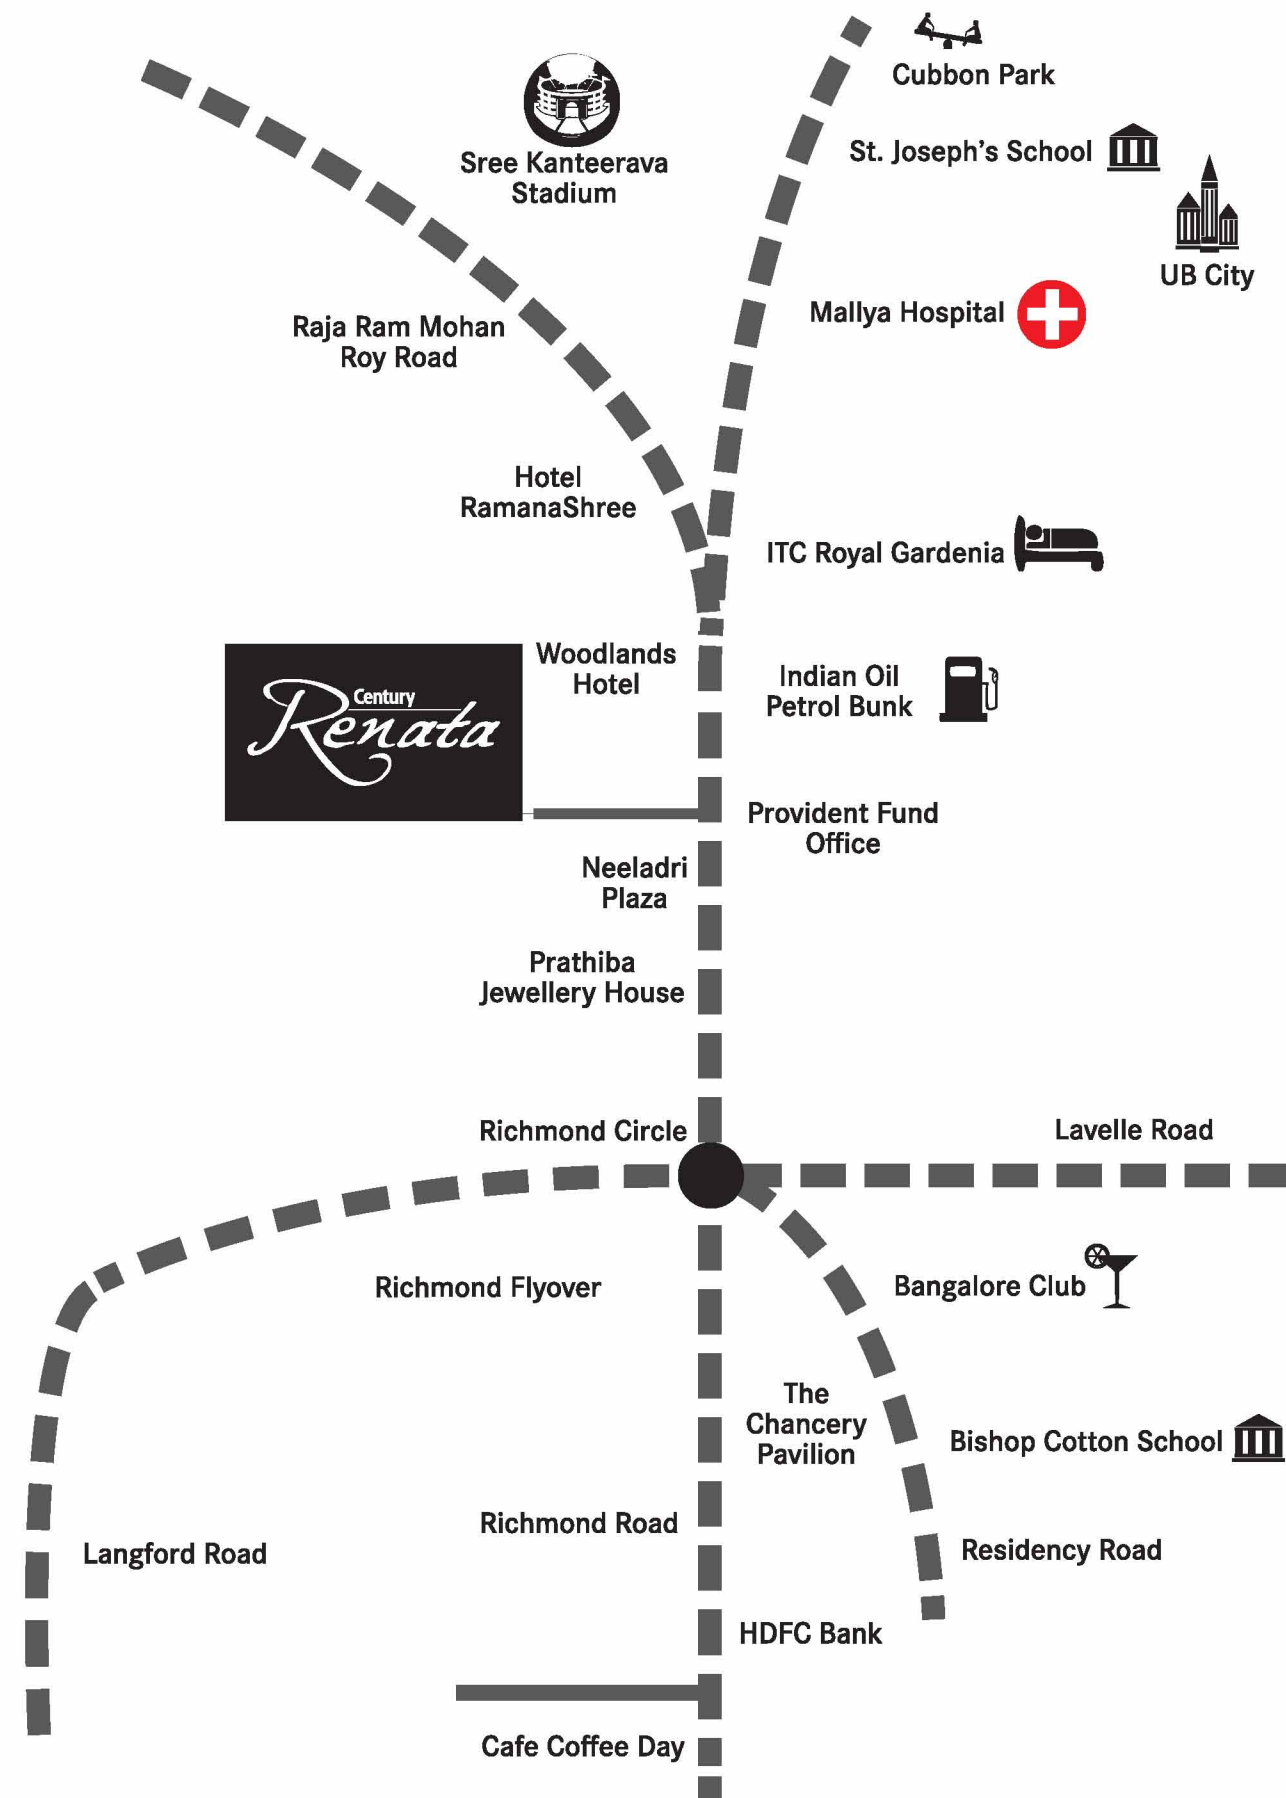 Cubbon Park
St. Joseph's School
Sree Kanteerava
Stadium
UB City
Mallya Hospital
Raja Ram Mohan
Roy Road
Hotel
RamanaShree
ITC Royal Gardenia
Woodlands
Hotel
Indian Oil
Petrol Bunk
Century
Renata
Provident Fund
Office
Neeladri
Plaza
Prathiba
Jewellery House
Richmond Circle
Lavelle Road
Richmond Flyover
Bangalore Club
The
Chancery
Pavilion
Bishop Cotton School
Richmond Road
Langford Road
Residency Road
HDFC Bank
Cafe Coffee Day